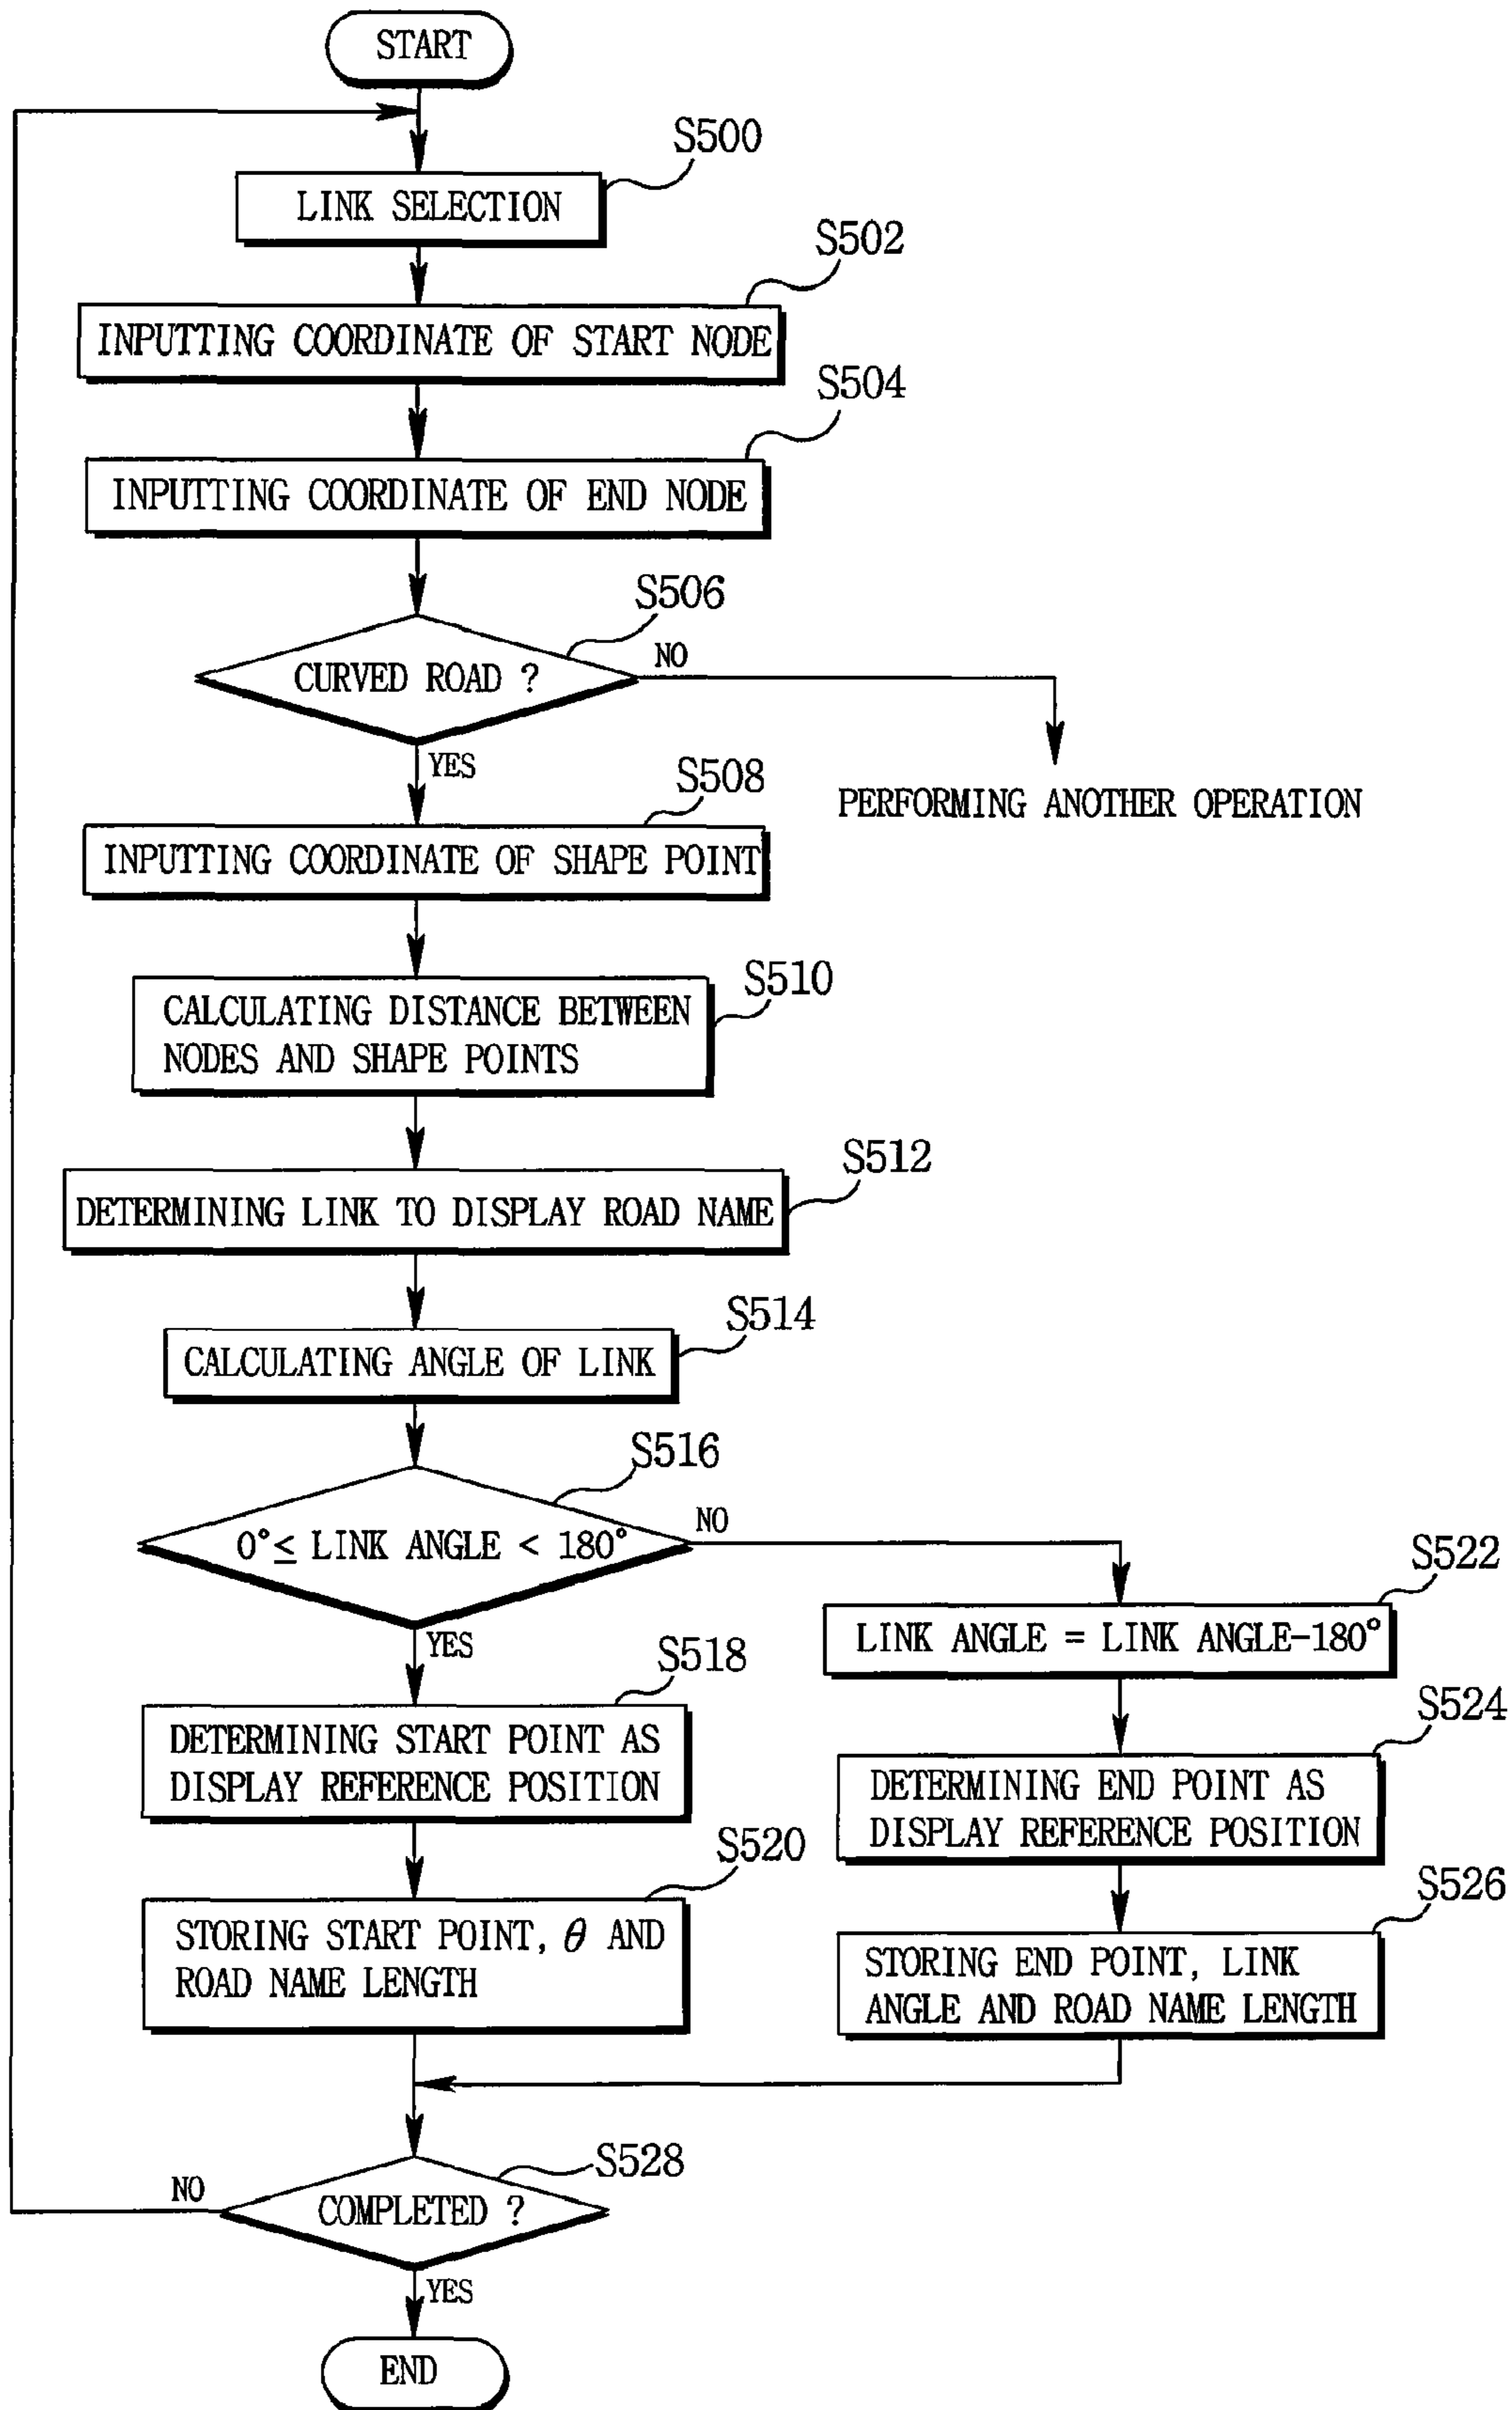 START
S500
LINK SELECTION
S502
INPUTTING COORDINATE OF START NODE
S504
INPUTTING COORDINATE OF END NODE
S506
CURVED ROAD ?
NO
YES
PERFORMING ANOTHER OPERATION
S508
INPUTTING COORDINATE OF SHAPE POINT
S510
CALCULATING DISTANCE BETWEEN
NODES AND SHAPE POINTS
S512
DETERMINING LINK TO DISPLAY ROAD NAME
S514
CALCULATING ANGLE OF LINK
S516
0°≤ LINK ANGLE < 180°
NO
YES
S522
LINK ANGLE = LINK ANGLE-180°
S518
DETERMINING START POINT AS
DISPLAY REFERENCE POSITION
S524
DETERMINING END POINT AS
DISPLAY REFERENCE POSITION
S520
STORING START POINT, θ AND
ROAD NAME LENGTH
S526
STORING END POINT, LINK
ANGLE AND ROAD NAME LENGTH
S528
NO
COMPLETED ?
YES
END